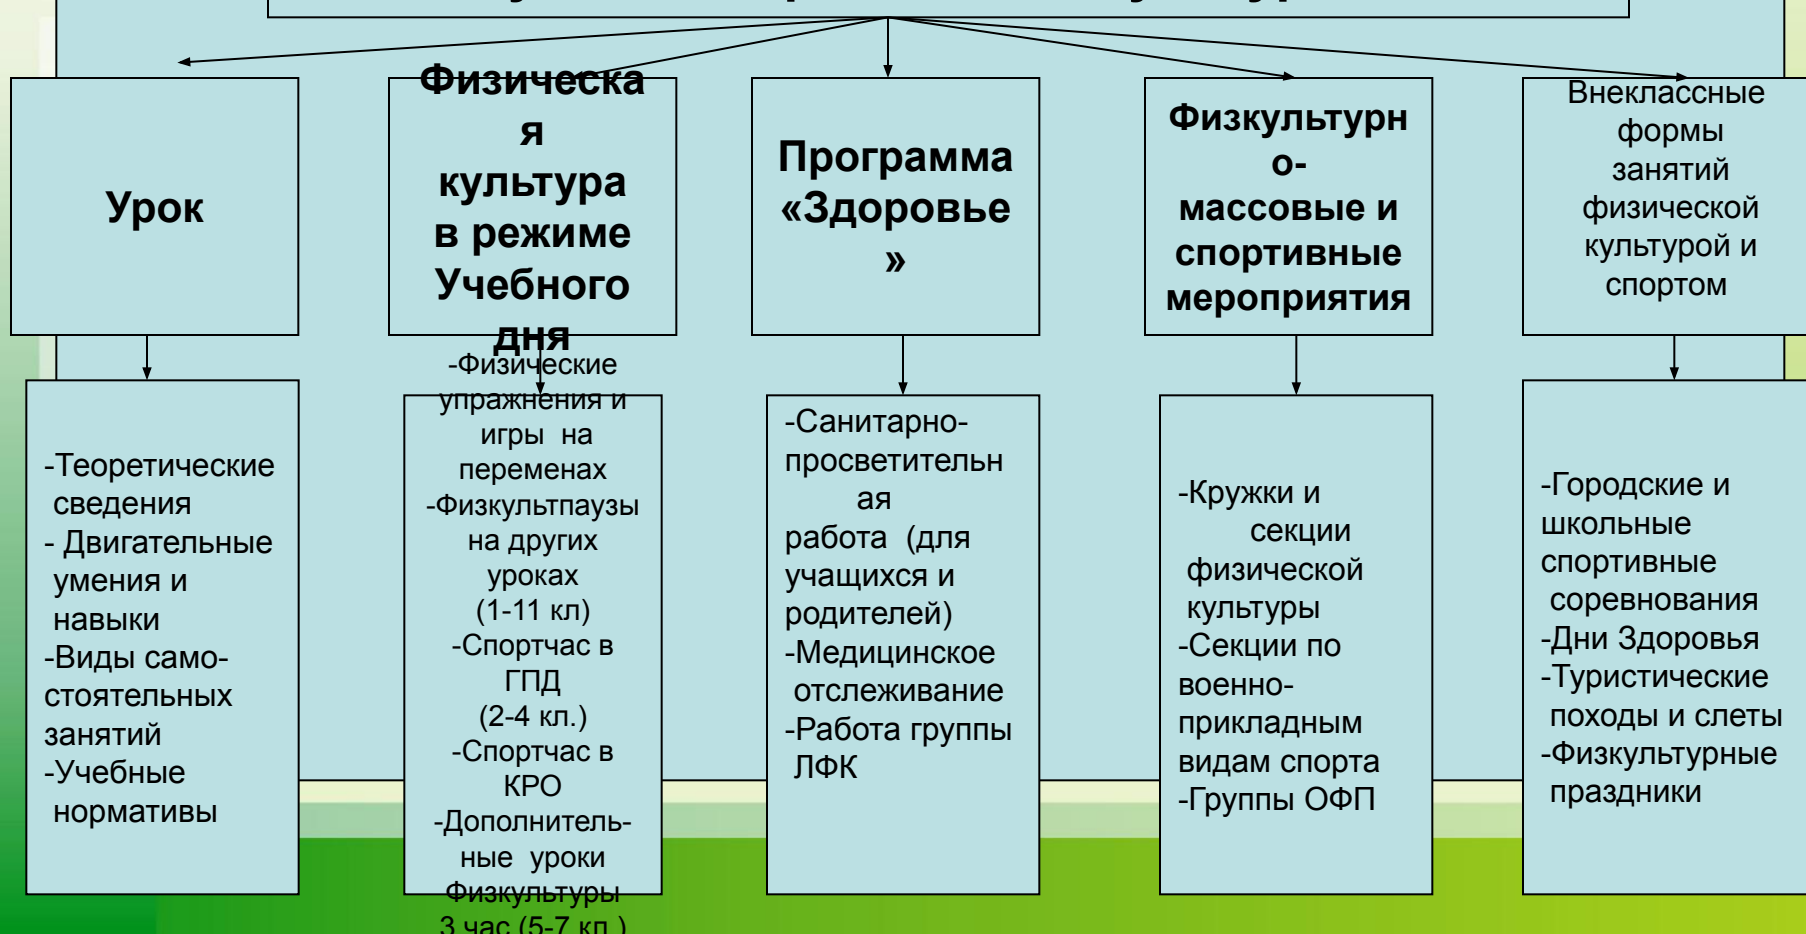 Урок
Физическа
я
культура
в режиме
Учебного
дня
Программа
«Здоровье
»
Физкультурн
о-
массовые и
спортивные
мероприятия
Внеклассные
формы
занятий
физической
культурой и
спортом
-Теоретические
сведения
- Двигательные
умения и
навыки
-Виды само-
стоятельных
занятий
-Учебные
нормативы
-Физические
упражнения и
игры на
переменах
-Физкультпаузы
на других
уроках
(1-11 кл)
-Спортчас в
ГПД
(2-4 кл.)
-Спортчас в
КРО
-Дополнитель-
ные уроки
Физкультуры
3 час (5-7 кл.)
-Санитарно-
просветительн
ая
работа (для
учащихся и
родителей)
-Медицинское
отслеживание
-Работа группы
ЛФК
-Кружки и
секции
физической
культуры
-Секции по
военно-
прикладным
видам спорта
-Группы ОФП
-Городские и
школьные
спортивные
соревнования
-Дни Здоровья
-Туристические
походы и слеты
-Физкультурные
праздники